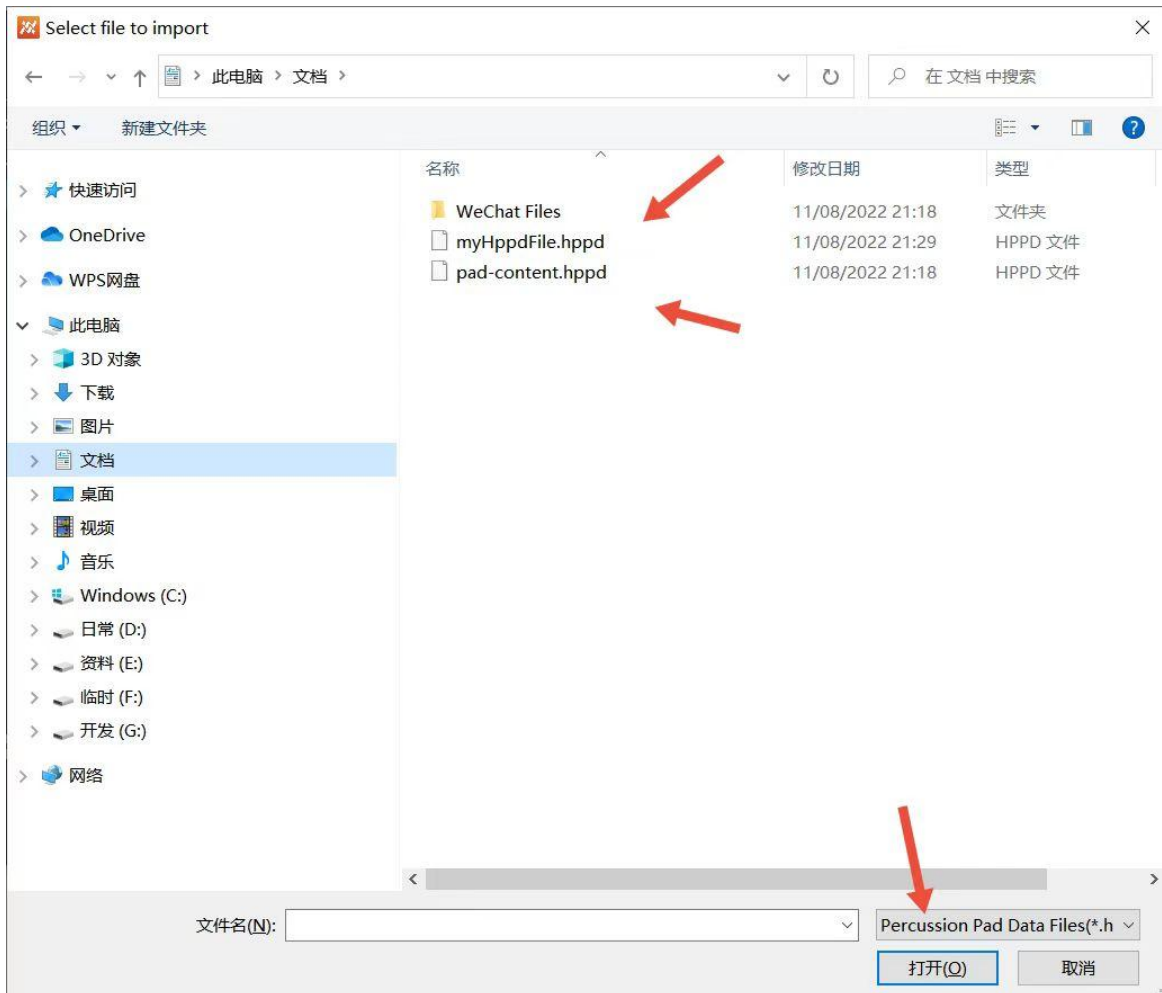 Select file to import
此电脑 文档
在 文档 中搜索
组织 新建文件夹
名称 修改日期 类型
快速访问
OneDrive
WPS网盘
此电脑
3D 对象
下载
图片
文档
桌面
视频
音乐
Windows (C:)
日常 (D:)
资料 (E:)
临时 (F:)
开发 (G:)
网络
WeChat Files 11/08/2022 21:18 文件夹
myHppdFile.hppd 11/08/2022 21:29 HPPD 文件
pad-content.hppd 11/08/2022 21:18 HPPD 文件
文件名(N):
Percussion Pad Data Files(*.h
打开(O) 取消